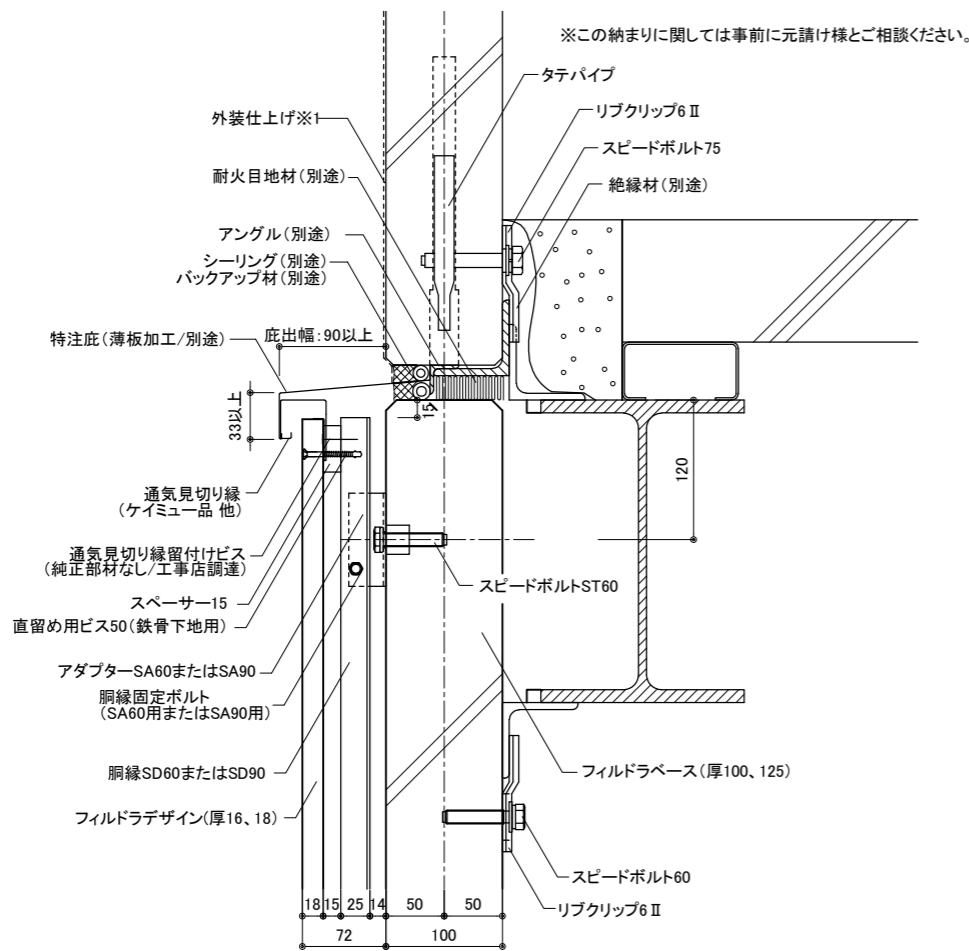 ※この納まりに関しては事前に元請け様とご相談ください。
タテパイプ
リブクリップ6Ⅱ
外装仕上げ※1
スピードボルト75
耐火目地材(別途)
絶縁材(別途)
アングル(別途)
シーリング(別途)
バックアップ材(別途)
特注庇(薄板加工/別途)
庇出幅:90以上
33以上
15
120
通気見切り縁
(ケイミュー品 他)
通気見切り縁留付けビス
(純正部材なし/工事店調達)
スピードボルトST60
スペーサー15
直留め用ビス50(鉄骨下地用)
アダプターSA60またはSA90
胴縁固定ボルト
(SA60用またはSA90用)
胴縁SD60またはSD90
フィルドラベース(厚100、125)
フィルドラデザイン(厚16、18)
スピードボルト60
リブクリップ6Ⅱ
18 15 25 14 50 50
72 100